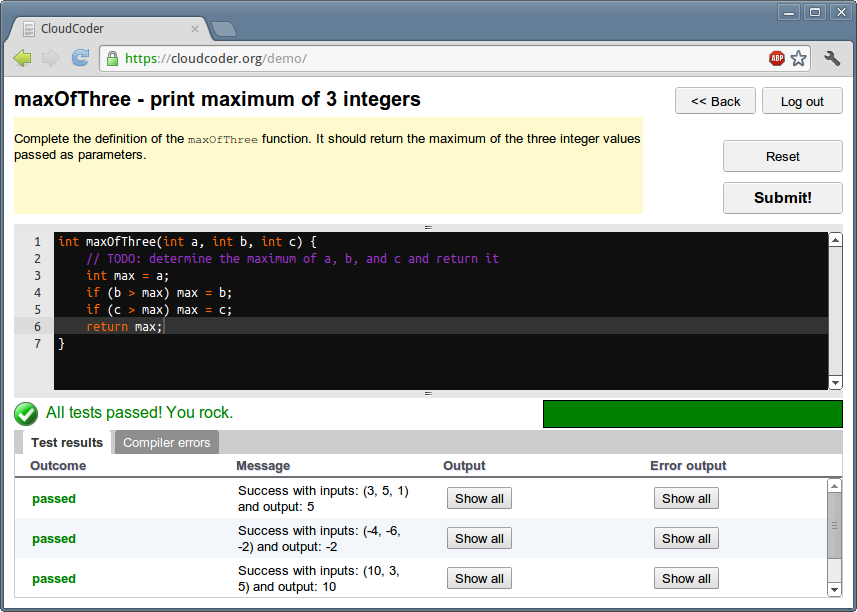 CloudCoder
https://cloudcoder.org/demo/
ABP
maxOfThree - print maximum of 3 integers
<< Back
Log out
Complete the definition of the maxOfThree function. It should return the maximum of the three integer values
passed as parameters.
Reset
Submit!
1 int maxOfThree(int a, int b, int c) {
2 // TODO: determine the maximum of a, b, and c and return it
3 int max = a;
4 if (b > max) max = b;
5 if (c > max) max = c;
6 return max;
7 }
All tests passed! You rock.
Test results
Compiler errors
Outcome Message Output Error output
passed
Success with inputs: (3, 5, 1)
and output: 5
Show all
Show all
passed
Success with inputs: (-4, -6,
-2) and output: -2
Show all
Show all
passed
Success with inputs: (10, 3,
5) and output: 10
Show all
Show all